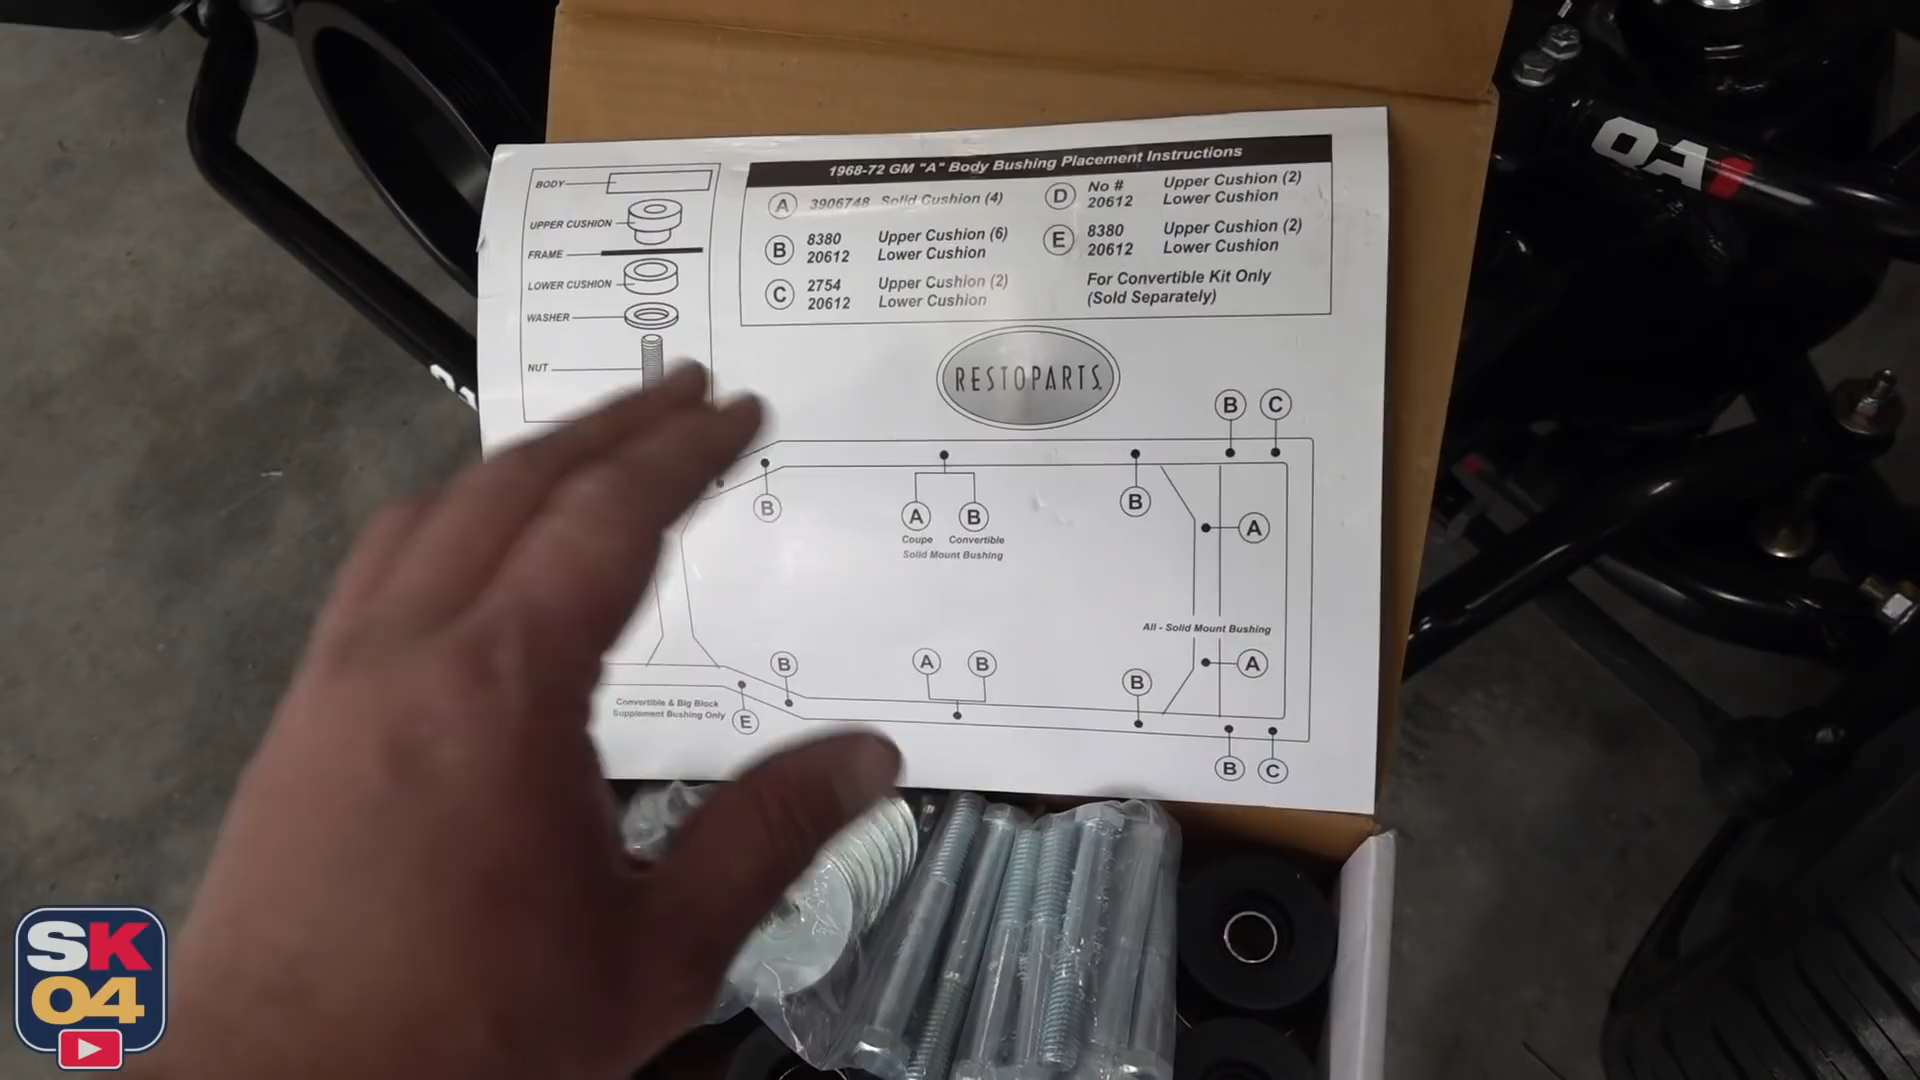 QA1
QA
1968-72 GM "A" Body Bushing Placement Instructions
BODY
UPPER CUSHION
FRAME
LOWER CUSHION
WASHER
NUT
A 3906748 Solid Cushion (4)
B 8380 Upper Cushion (6)
20612 Lower Cushion
C 2754 Upper Cushion (2)
20612 Lower Cushion
D No # Upper Cushion (2)
20612 Lower Cushion
E 8380 Upper Cushion (2)
20612 Lower Cushion
For Convertible Kit Only
(Sold Separately)
RESTOPARTS
B C
B
A B
Coupe Convertible
Solid Mount Bushing
B
A
All - Solid Mount Bushing
B
A B
B
A
Convertible & Big Block
Supplement Bushing Only
E
B C
SK
04